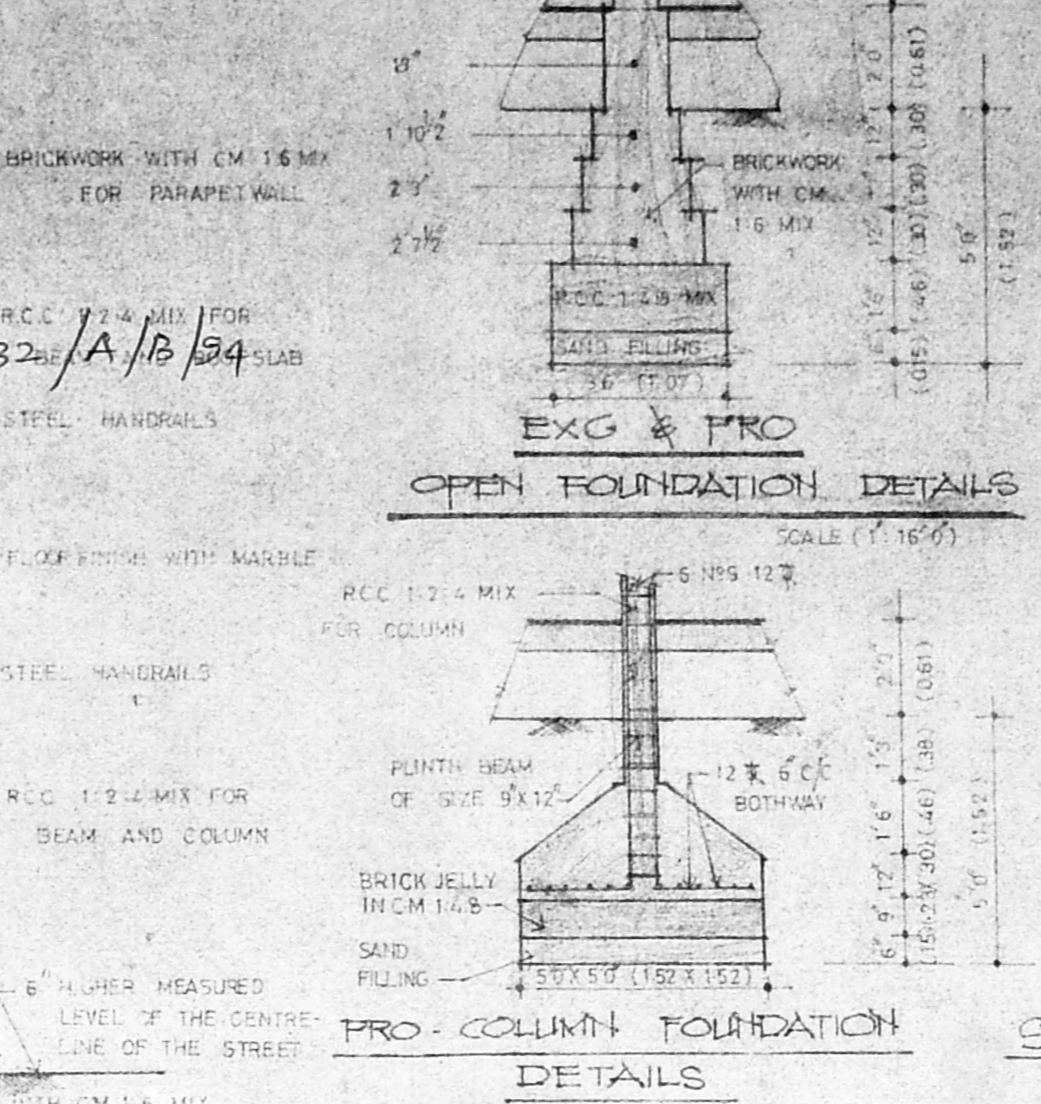 BRICKWORK WITH CM 1:6 MIX
FOR PARAPET WALL
R.C.C 1:2:4 MIX FOR
SLAB
32/A/B/94
STEEL HANDRAILS
FLOOR FINISH WITH MARBLE
STEEL HANDRAILS
R.C.C 1:2:4 MIX FOR
BEAM AND COLUMN
6" HIGHER MEASURED
LEVEL OF THE CENTRE-
LINE OF THE STREET
1' 10½"
2' 3"
2' 7½"
BRICKWORK
WITH CM
1:6 MIX
MIX
SAND FILLING
3'6" (1.07)
2'0" (0.61)
12" (.30)
(.30)
12" (.30)
1'6" (.46)
6" (0.15)
5'0" (1.52)
EXG & PRO
OPEN FOUNDATION DETAILS
SCALE (1":16'0")
R.C.C 1:2:4 MIX
FOR COLUMN
6 NOS 12
PLINTH BEAM
OF SIZE 9"X12"
12 6" C/C
BOTHWAY
BRICK JELLY
IN CM 1:4:8
SAND
FILLING
5'0"X5'0" (1.52 X 1.52)
2'0" (0.61)
1'3" (.38)
1'6" (.46)
12" (.30)
9" (.23)
6" (.15)
5'0" (1.52)
PRO-COLUMN FOUNDATION
DETAILS